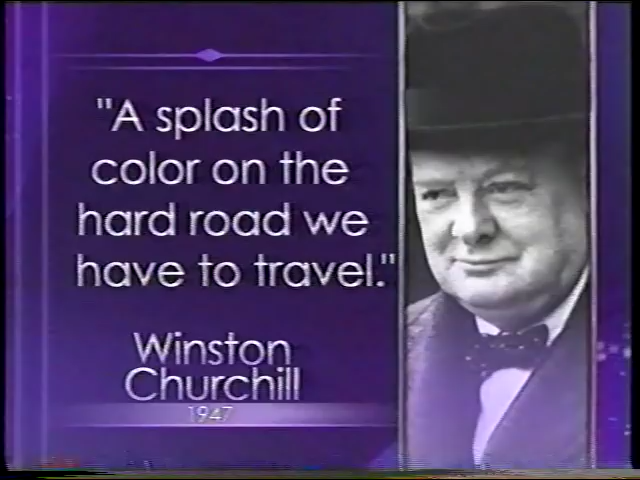 "A splash of
color on the
hard road we
have to travel."
Winston
Churchill
1947